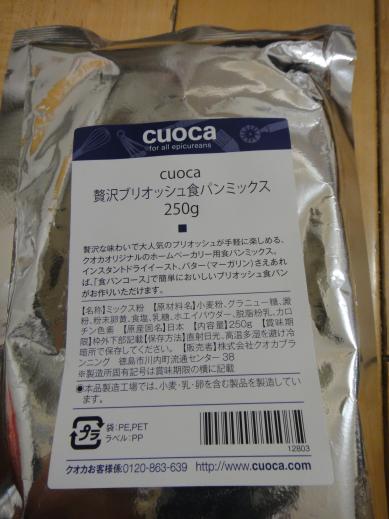 cuoca
for all epicureans
cuoca
贅沢ブリオッシュ食パンミックス
250g
贅沢な味わいで大人気のブリオッシュが手軽に楽しめる、
クオカオリジナルのホームベーカリー用食パンミックス。
インスタントドライイースト、バター(マーガリン)さえあれ
ば、「食パンコース」で簡単においしいブリオッシュ食パン
がお作りいただけます。
【名称】ミックス粉 【原材料名】小麦粉、グラニュー糖、澱
粉、粉末卵黄、食塩、乳糖、ホエイパウダー、脱脂粉乳、カロ
チン色素 【原産国名】日本 【内容量】250g 【賞味期
限】枠外下部記載【保存方法】直射日光、高温多湿を避け冷
暗所で保存してください。【販売者】株式会社クオカプラ
ンニング 徳島市川内町流通センター 38
※製造所固有記号は賞味期限の横に記載
●本品製造工場では、小麦・乳・卵を含む製品を製造してい
ます。
プラ
袋:PE,PET
ラベル:PP
12803
クオカお客様係:0120-863-639 http://www.cuoca.com